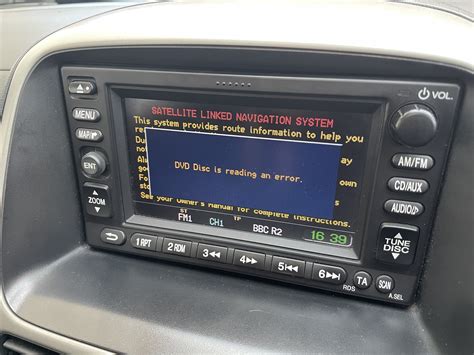 VOL.
MENU
MAP/
ENT
ZOOM
SATELLITE LINKED NAVIGATION SYSTEM
This system provides route information to help you
DVD Disc is reading an error.
See your Owner's Manual for complete instructions.
ST
TP
FM1
CH1
BBC R2
16 39
AM/FM
CD/AUX
AUDIO/
TUNE
DISC
1 RPT
2 RDM
3
4
5
6
TA
SCAN
RDS
A.SEL